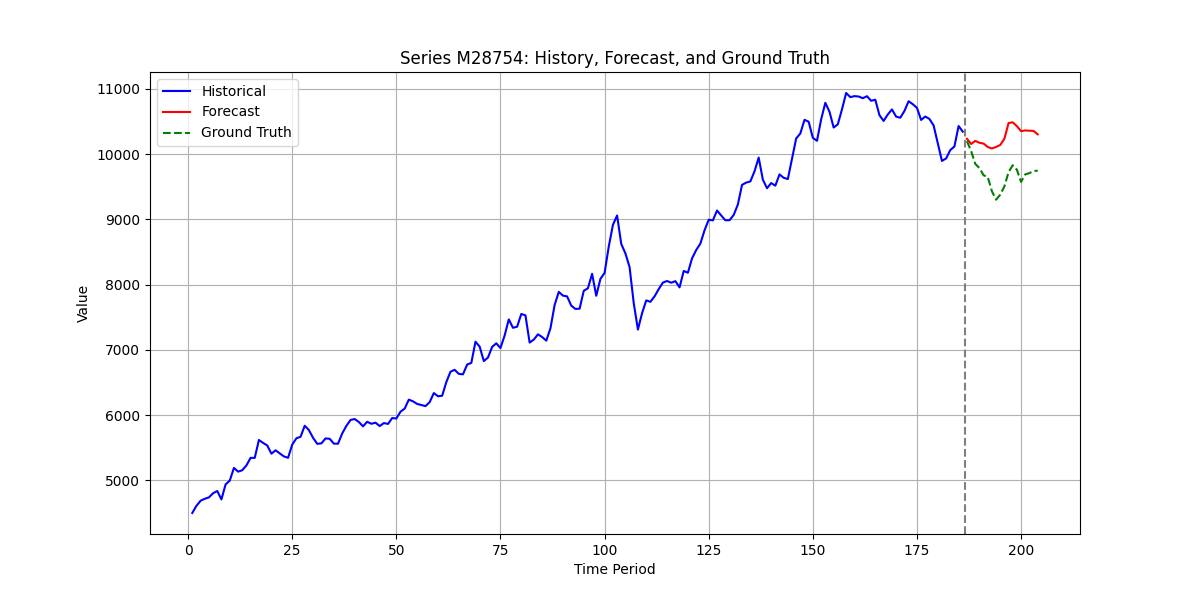 Series M28754: History, Forecast, and Ground Truth
Historical
Forecast
Ground Truth
11000
10000
9000
8000
7000
6000
5000
Value
0 25 50 75 100 125 150 175 200
Time Period